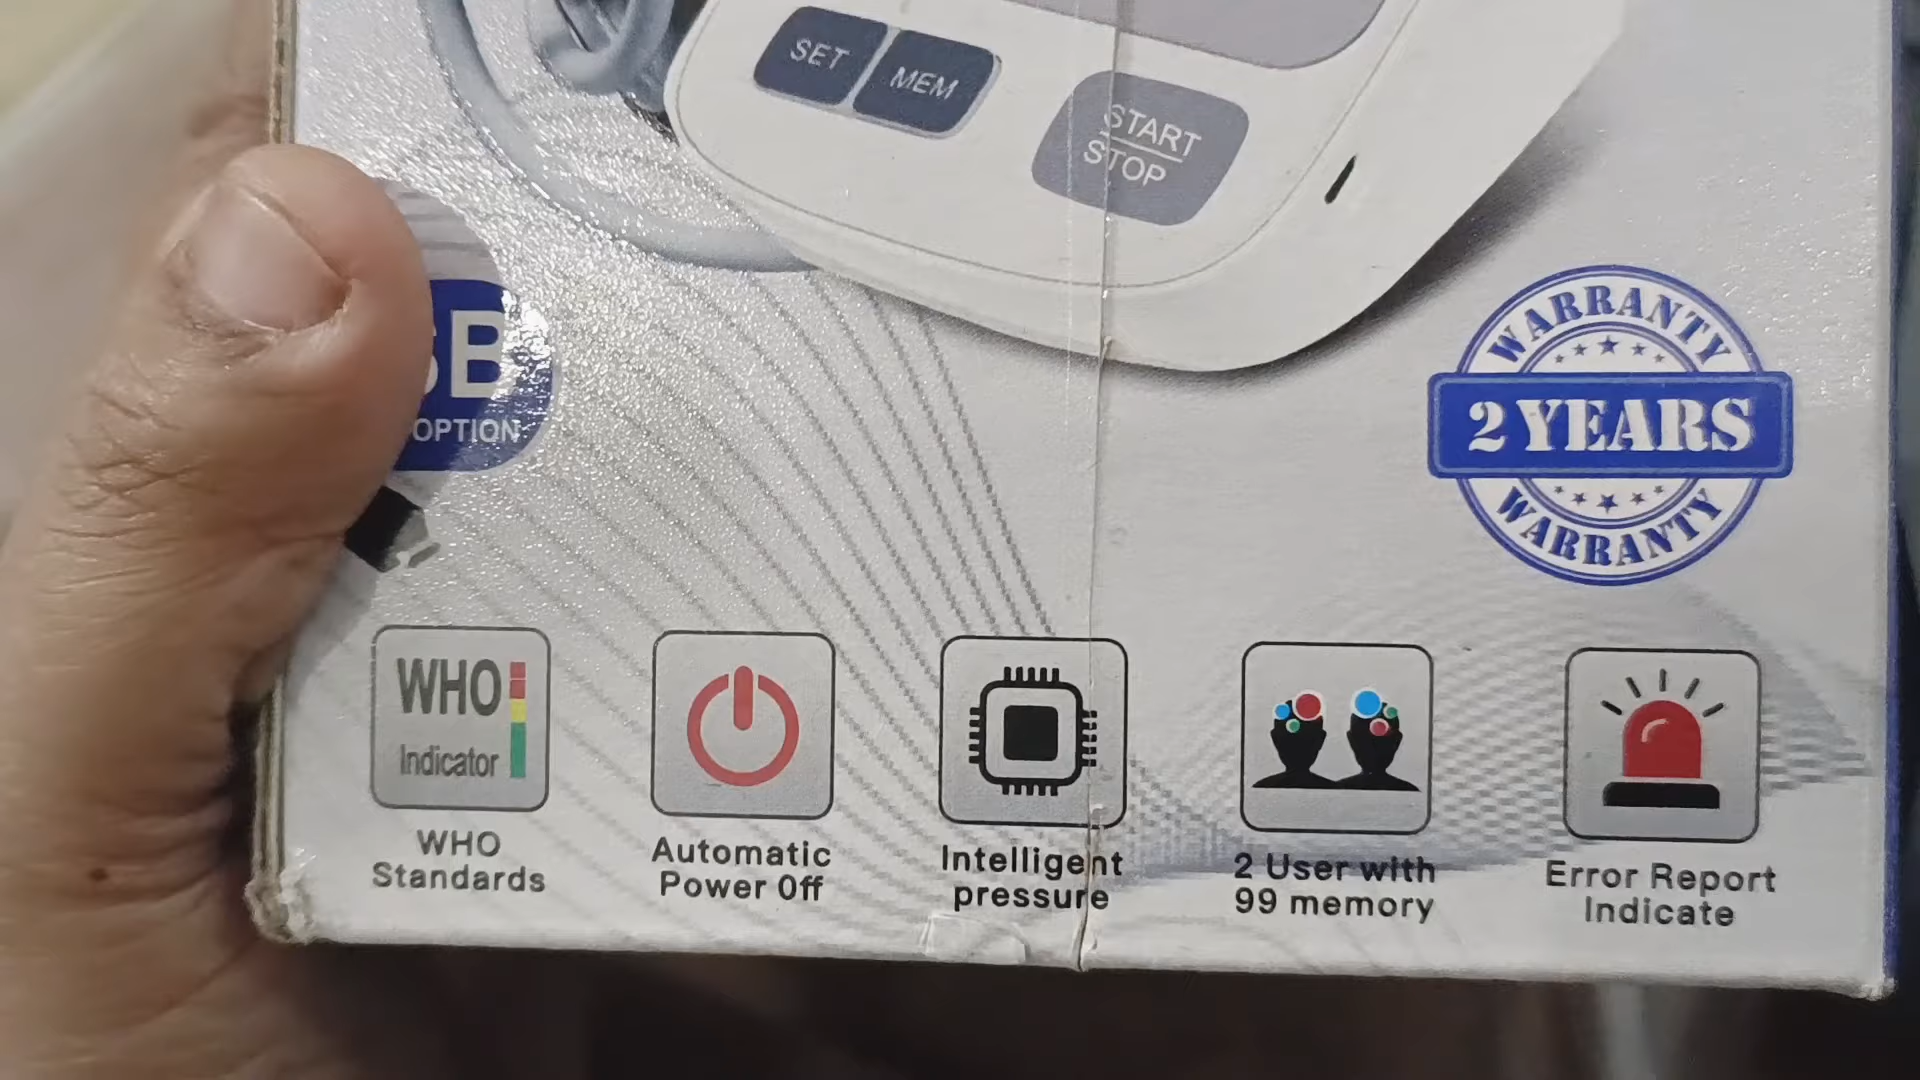 SET
MEM
START
STOP
OPTION
WARRANTY
2 YEARS
WARRANTY
WHO
Indicator
WHO
Standards
Automatic
Power Off
Intelligent
pressure
2 User with
99 memory
Error Report
Indicate